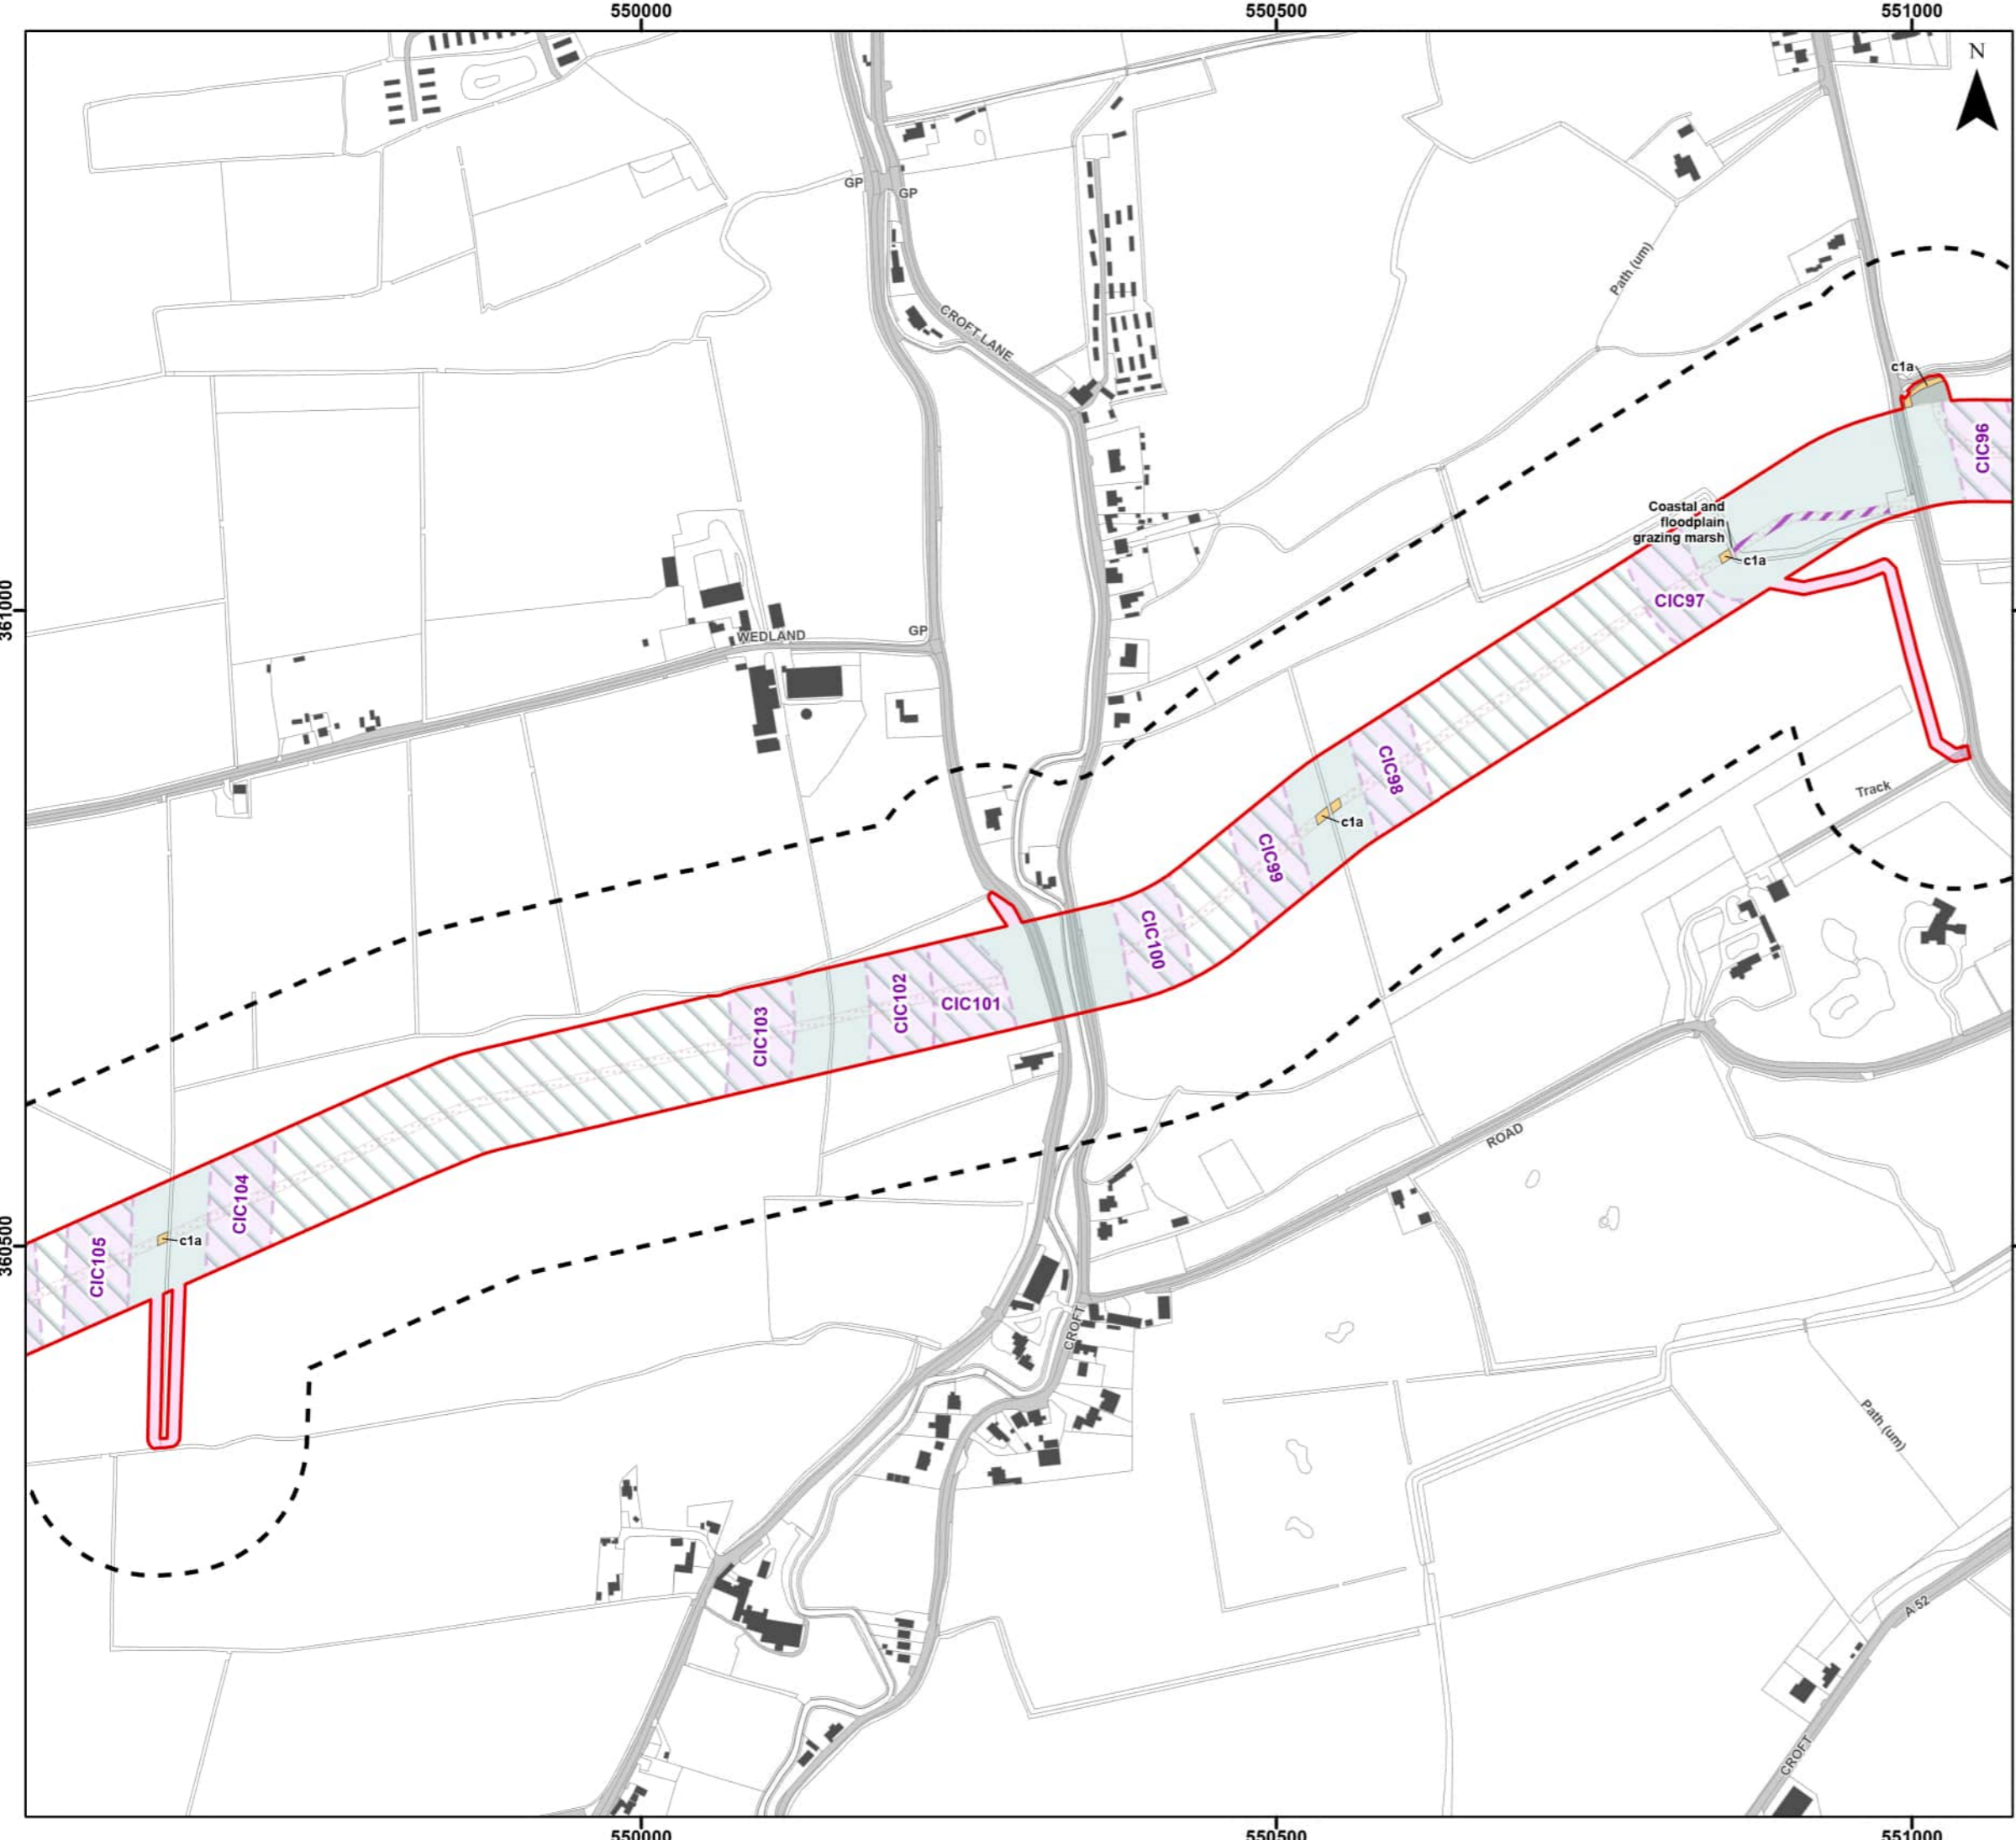 550000
550500
551000
N
GP
GP
CROFT LANE
Path (um)
c1a
CIC96
Coastal and
floodplain
grazing marsh
c1a
CIC97
361000
WEDLAND
GP
CIC98
Track
c1a
CIC99
CIC100
CIC102
CIC101
CIC103
ROAD
CIC104
360500
c1a
CIC105
CROFT
Path (um)
A 52
CROFT
550000
550500
551000